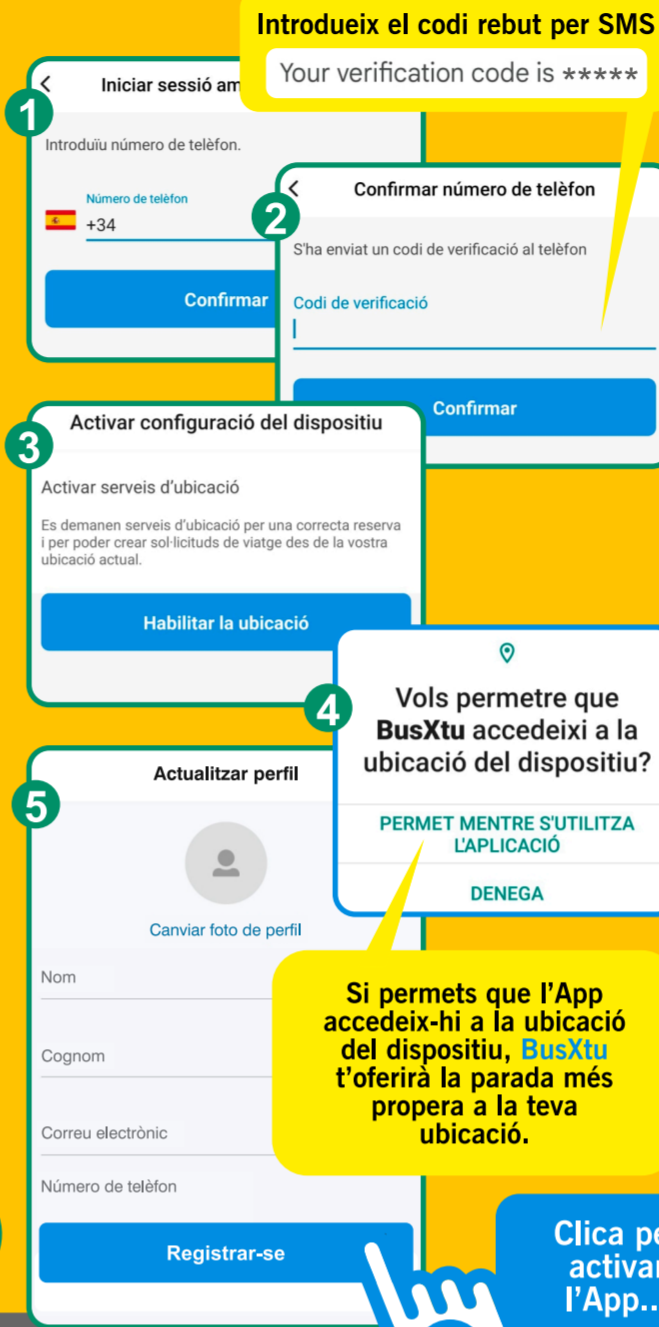 Introdueix el codi rebut per SMS
Your verification code is *****
1
Iniciar sessió am
Introduïu número de telèfon.
Número de telèfon
+34
Confirmar
2
Confirmar número de telèfon
S'ha enviat un codi de verificació al telèfon
Codi de verificació
Confirmar
3
Activar configuració del dispositiu
Activar serveis d'ubicació
Es demanen serveis d'ubicació per una correcta reserva
i per poder crear sol·licituds de viatge des de la vostra
ubicació actual.
Habilitar la ubicació
4
Vols permetre que
BusXtu accedeixi a la
ubicació del dispositiu?
PERMET MENTRE S'UTILITZA
L'APLICACIÓ
DENEGA
Si permets que l'App
accedeix-hi a la ubicació
del dispositiu, BusXtu
t'oferirà la parada més
propera a la teva
ubicació.
5
Actualitzar perfil
Canviar foto de perfil
Nom
Cognom
Correu electrònic
Número de telèfon
Registrar-se
Clica pe
activar
l'App..